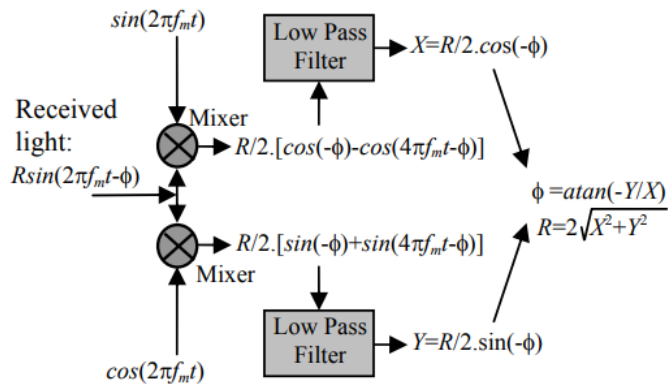 sin(2πfₘt)
Low Pass
Filter
X=R/2.cos(-ϕ)
Received
light:
Mixer
R/2.[cos(-ϕ)-cos(4πfₘt-ϕ)]
Rsin(2πfₘt-ϕ)
ϕ =atan(-Y/X)
R=2√X²+Y²
R/2.[sin(-ϕ)+sin(4πfₘt-ϕ)]
Mixer
Low Pass
Filter
Y=R/2.sin(-ϕ)
cos(2πfₘt)